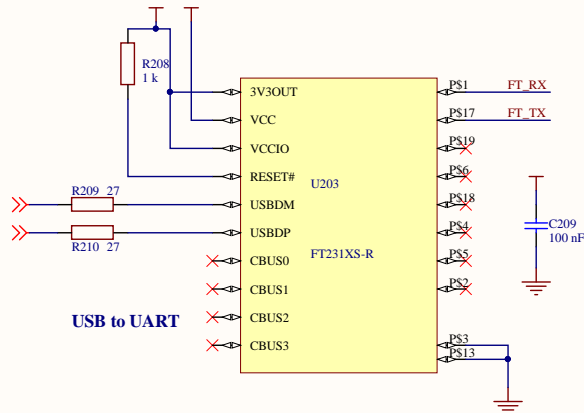 R208
1 k
3V3OUT
P$1
FT_RX
VCC
P$17
FT_TX
VCCIO
P$19
RESET#
P$6
U203
R209 27
USBDM
P$18
R210 27
USBDP
P$4
C209
100 nF
FT231XS-R
CBUS0
P$5
CBUS1
P$2
USB to UART
CBUS2
CBUS3
P$3
P$13